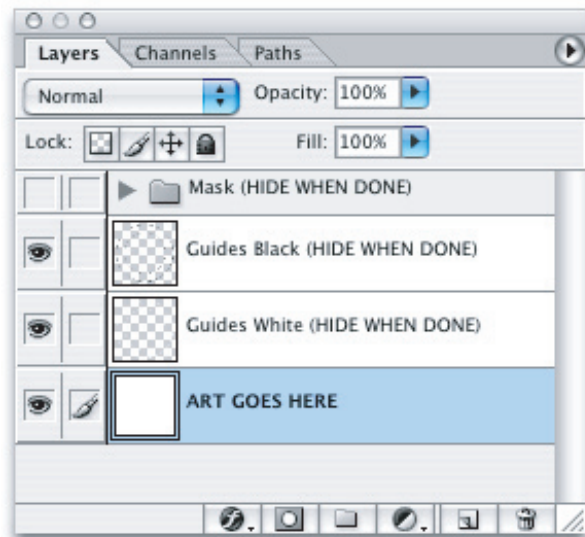 Layers Channels Paths
Normal Opacity: 100%
Lock: Fill: 100%
Mask (HIDE WHEN DONE)
Guides Black (HIDE WHEN DONE)
Guides White (HIDE WHEN DONE)
ART GOES HERE